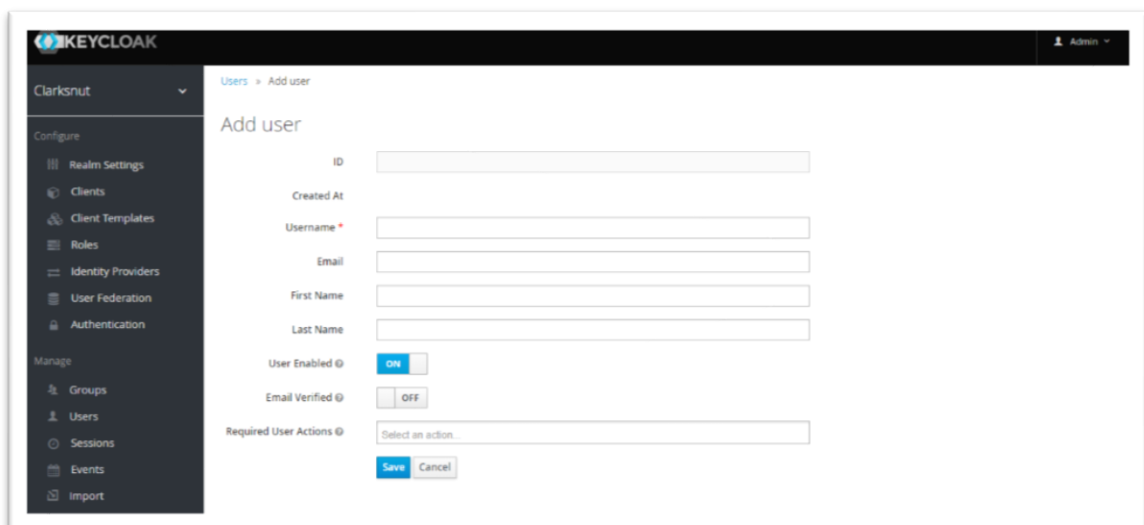 KEYCLOAK
Admin
Clarksnut
Configure
Realm Settings
Clients
Client Templates
Roles
Identity Providers
User Federation
Authentication
Manage
Groups
Users
Sessions
Events
Import
Users » Add user
Add user
ID
Created At
Username *
Email
First Name
Last Name
User Enabled
ON
Email Verified
OFF
Required User Actions
Select an action...
Save Cancel